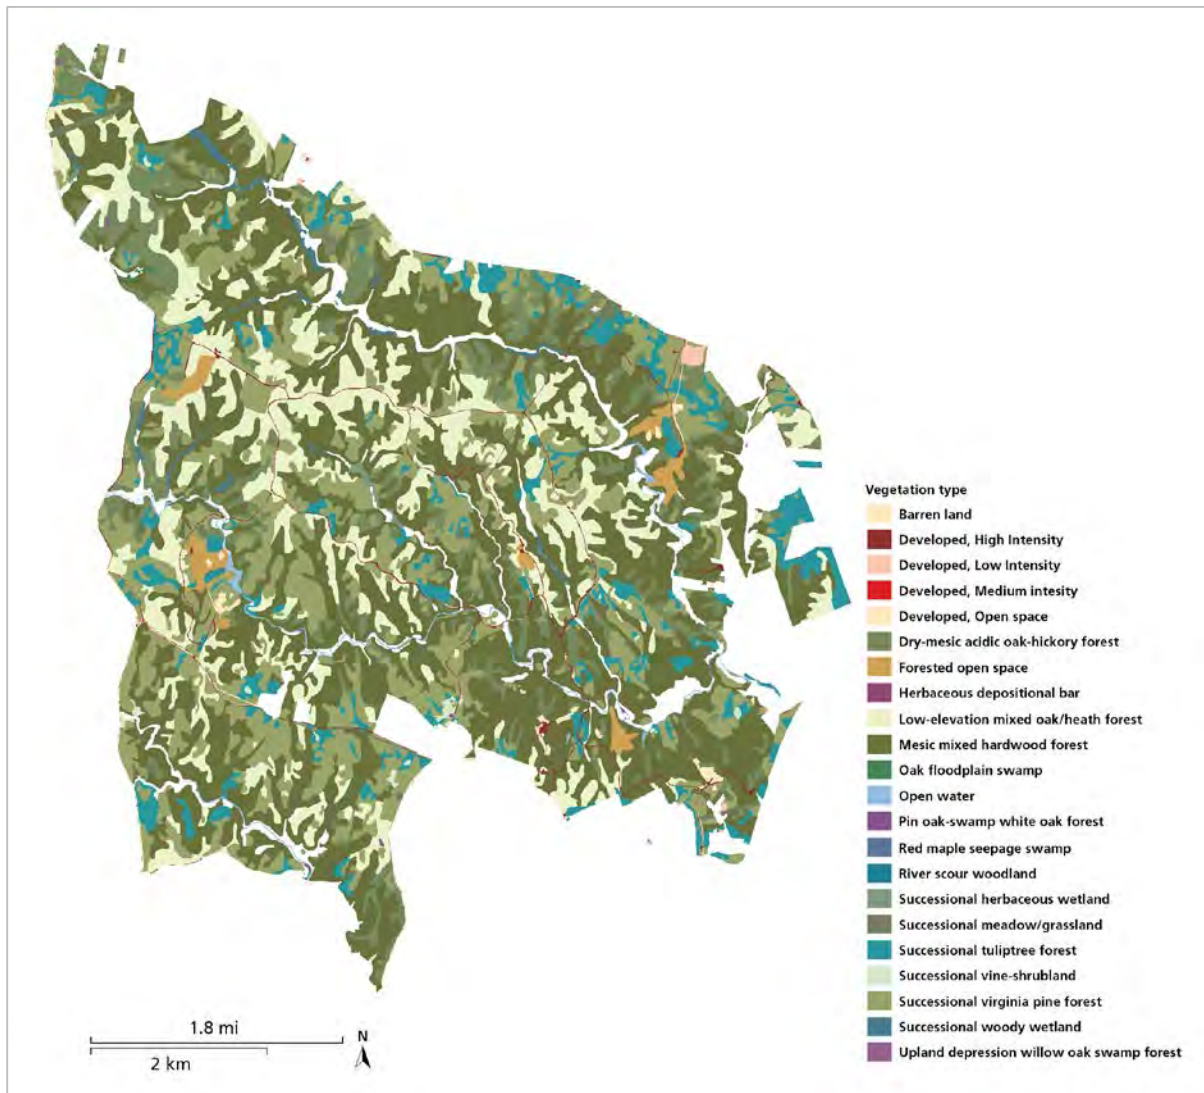 Vegetation type
Barren land
Developed, High Intensity
Developed, Low Intensity
Developed, Medium intesity
Developed, Open space
Dry-mesic acidic oak-hickory forest
Forested open space
Herbaceous depositional bar
Low-elevation mixed oak/heath forest
Mesic mixed hardwood forest
Oak floodplain swamp
Open water
Pin oak-swamp white oak forest
Red maple seepage swamp
River scour woodland
Successional herbaceous wetland
Successional meadow/grassland
Successional tuliptree forest
Successional vine-shrubland
Successional virginia pine forest
Successional woody wetland
Upland depression willow oak swamp forest
1.8 mi
N
2 km